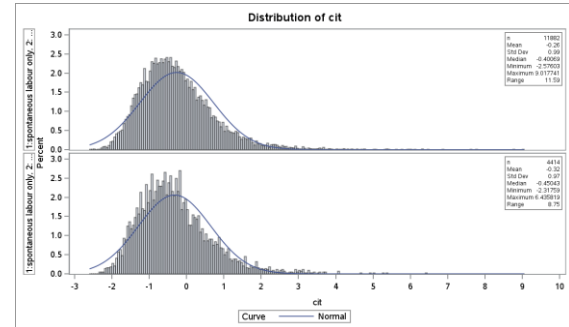 Distribution of cit
1:spontaneous labour only, 2: ...
3.0
2.5
2.0
1.5
1.0
0.5
0.0
n 11882
Mean -0.26
Std Dev 0.99
Median -0.40069
Minimum -2.57603
Maximum 9.017741
Range 11.59
Percent
1:spontaneous labour only, 2: ...
3.0
2.5
2.0
1.5
1.0
0.5
0.0
n 4414
Mean -0.32
Std Dev 0.97
Median -0.45043
Minimum -2.31759
Maximum 6.435819
Range 8.75
-3 -2 -1 0 1 2 3 4 5 6 7 8 9 10
cit
Curve Normal